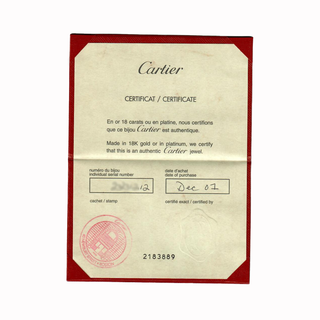 Cartier
CERTIFICAT / CERTIFICATE
En or 18 carats ou en platine, nous certifions
que ce bijou Cartier est authentique.
Made in 18K gold or in platinum, we certify
that this is an authentic Cartier jewel.
numéro du bijou
individual serial number
date d'achat
date of purchase
12
Dec 01
cachet / stamp
certifié exact / certified by
2183889